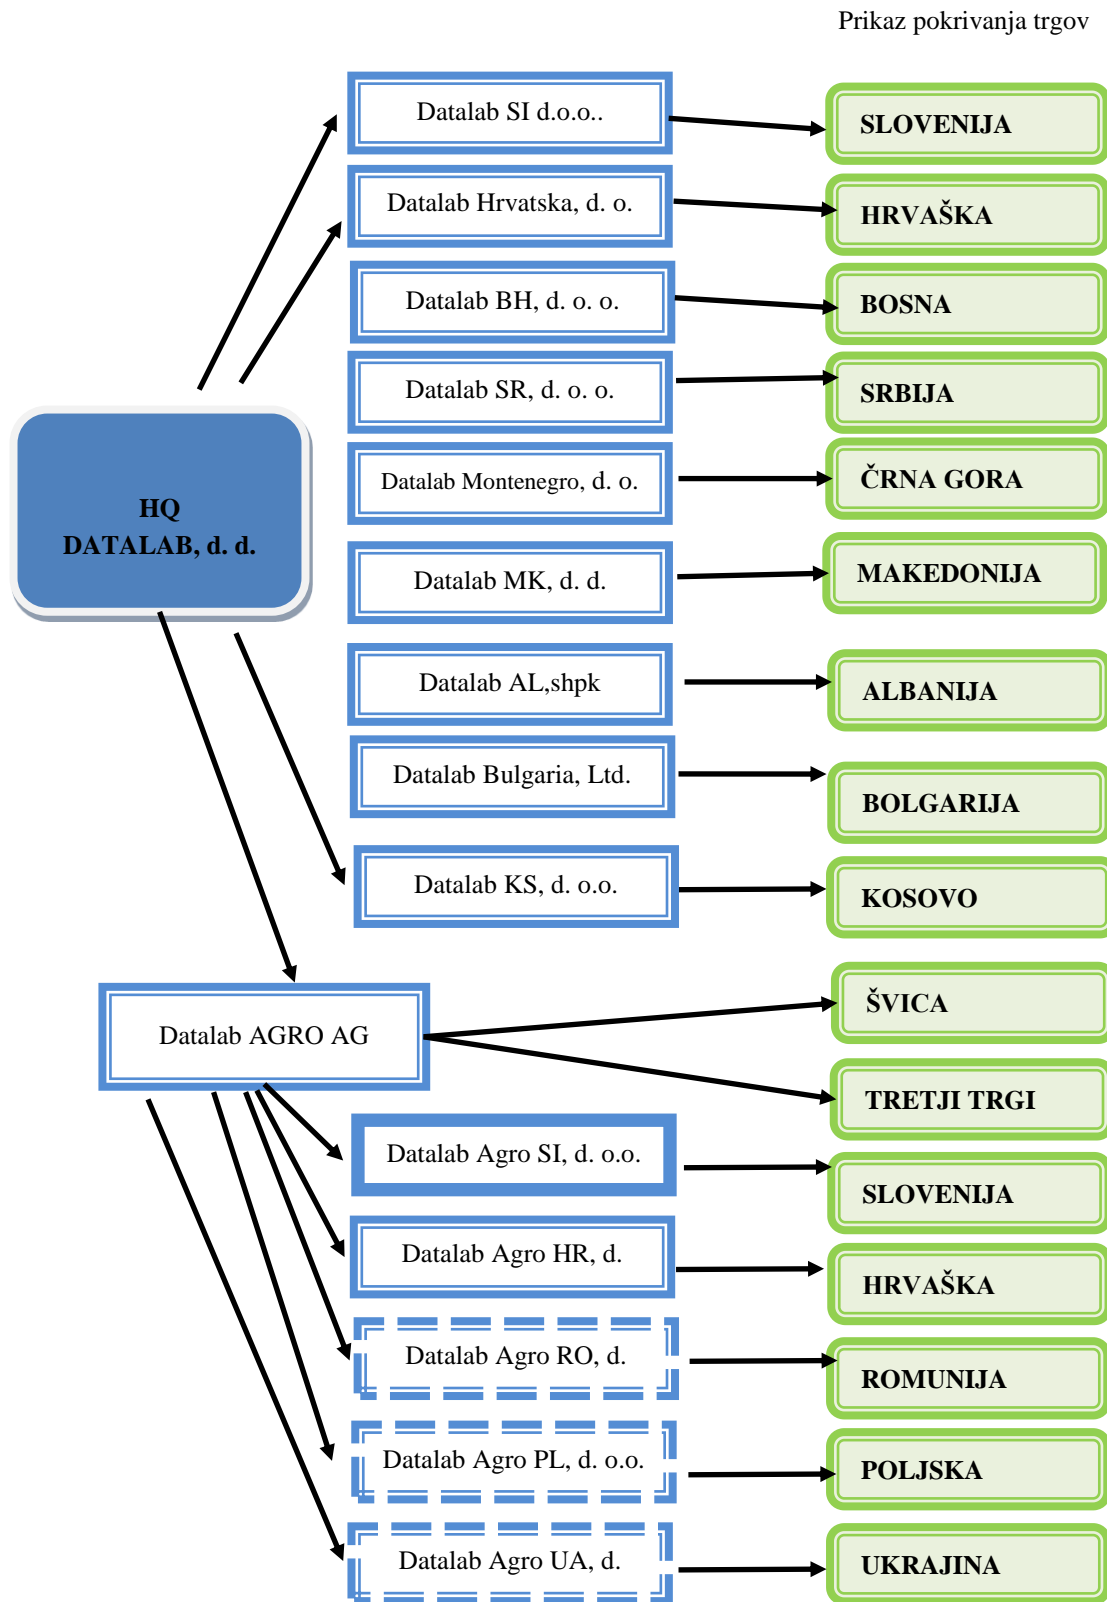 Prikaz pokrivanja trgov
Datalab SI d.o.o..
SLOVENIJA
Datalab Hrvatska, d. o.
HRVAŠKA
Datalab BH, d. o. o.
BOSNA
Datalab SR, d. o. o.
SRBIJA
Datalab Montenegro, d. o.
ČRNA GORA
HQ
DATALAB, d. d.
Datalab MK, d. d.
MAKEDONIJA
Datalab AL,shpk
ALBANIJA
Datalab Bulgaria, Ltd.
BOLGARIJA
Datalab KS, d. o.o.
KOSOVO
Datalab AGRO AG
ŠVICA
TRETJI TRGI
Datalab Agro SI, d. o.o.
SLOVENIJA
Datalab Agro HR, d.
HRVAŠKA
Datalab Agro RO, d.
ROMUNIJA
Datalab Agro PL, d. o.o.
POLJSKA
Datalab Agro UA, d.
UKRAJINA